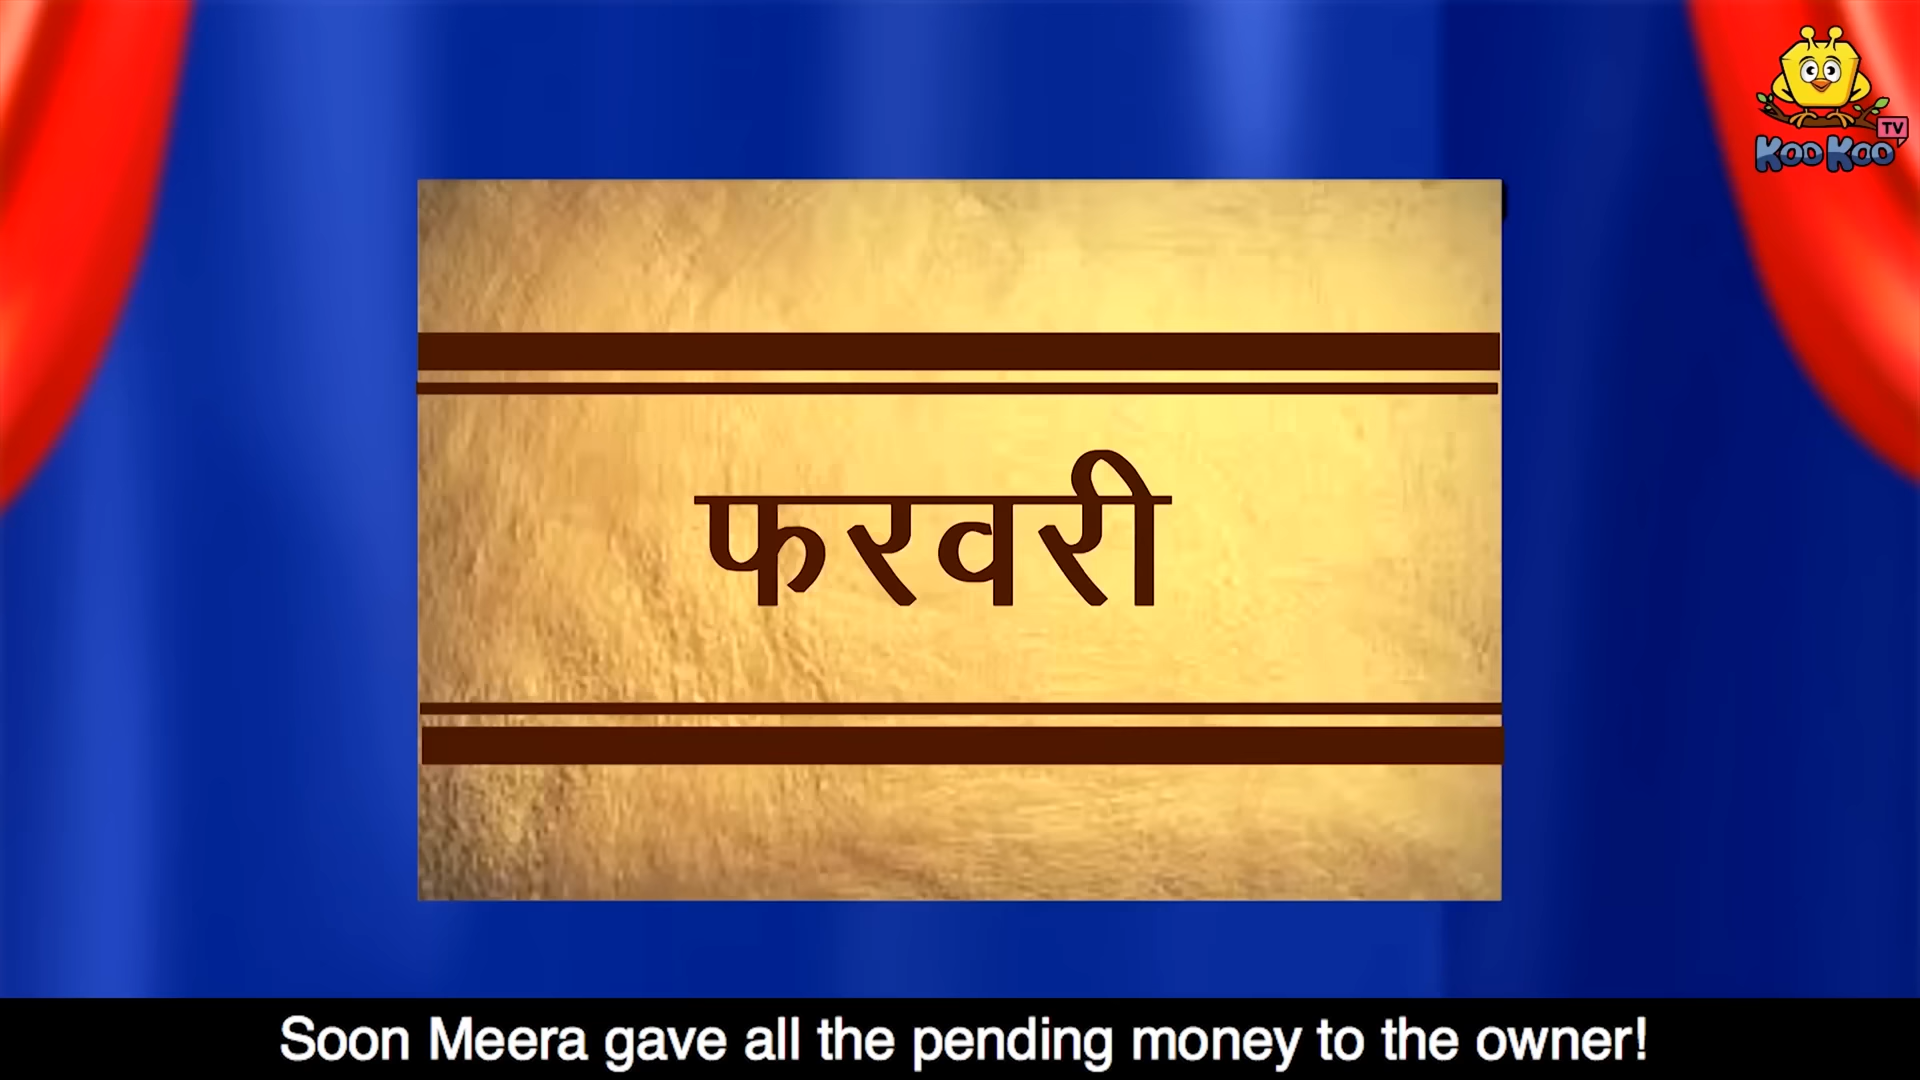 TV
Koo Koo
फरवरी
Soon Meera gave all the pending money to the owner!